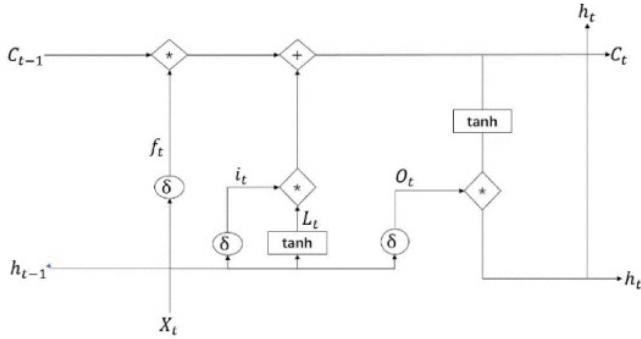 h_t
C_{t-1} * + C_t
tanh
f_t
i_t O_t
δ * *
L_t
δ tanh δ
h_{t-1} h_t
X_t